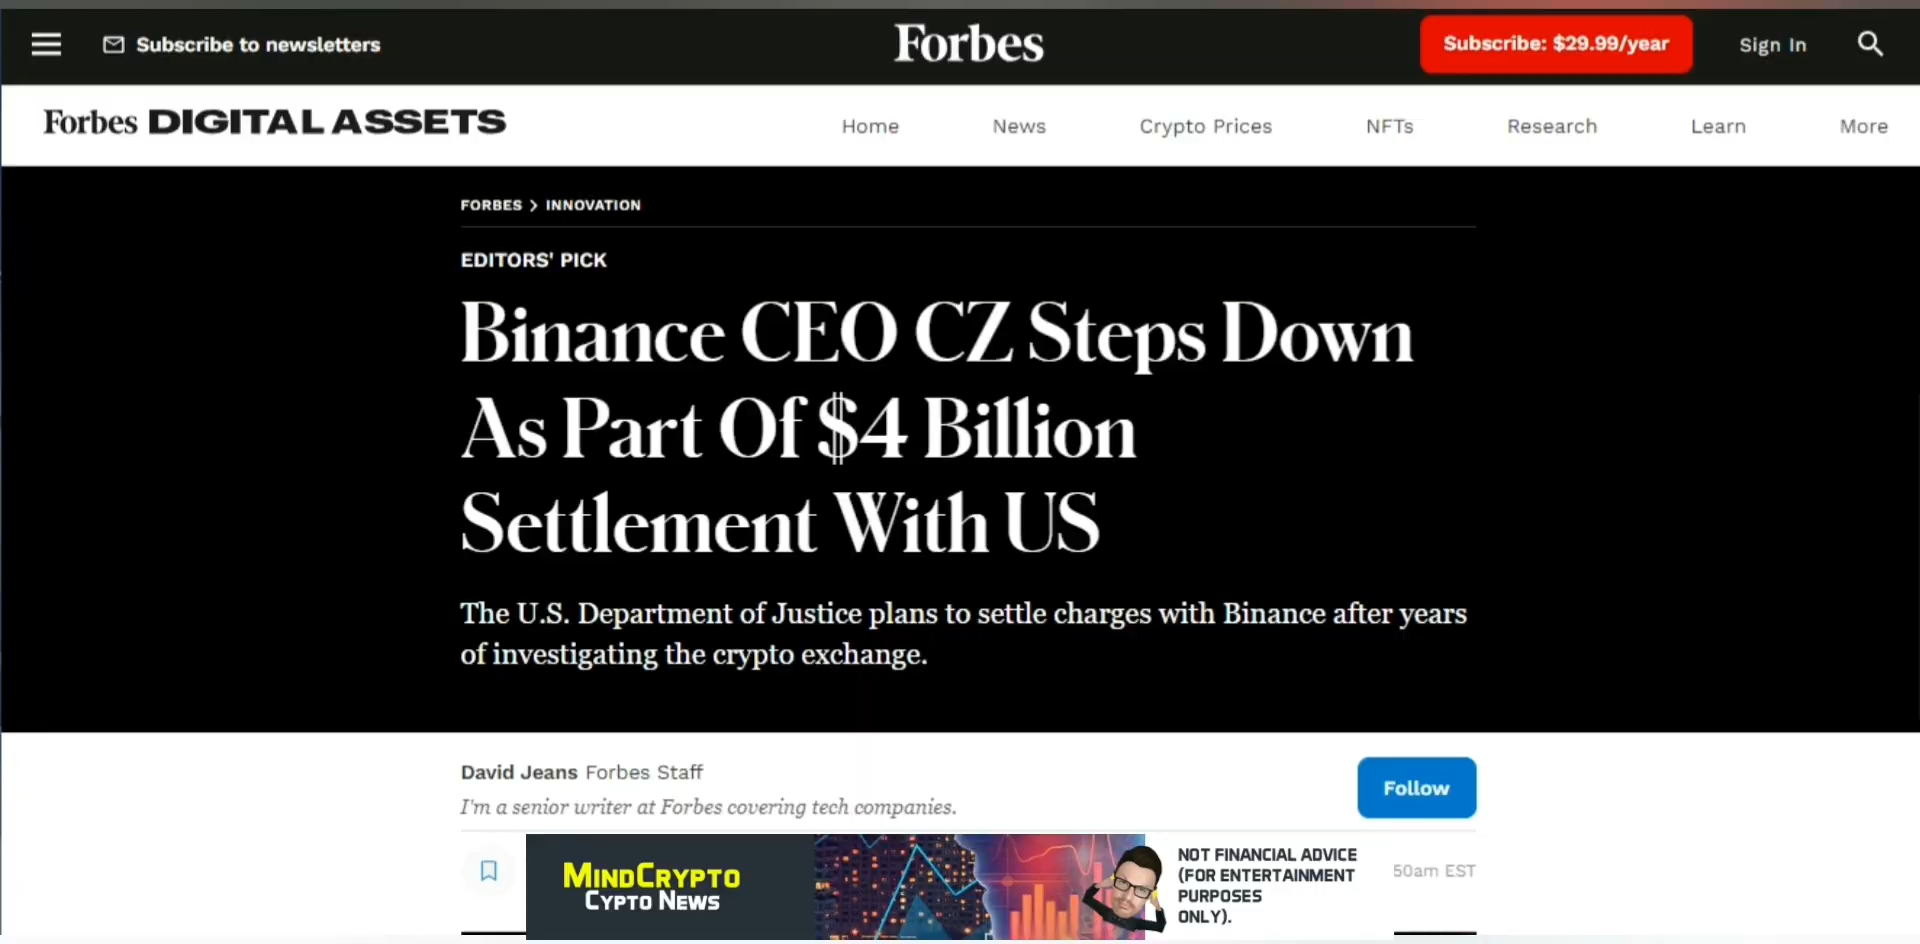 Subscribe to newsletters
Forbes
Subscribe: $29.99/year
Sign In
Forbes DIGITAL ASSETS
Home
News
Crypto Prices
NFTs
Research
Learn
More
FORBES > INNOVATION
EDITORS' PICK
Binance CEO CZ Steps Down
As Part Of $4 Billion
Settlement With US
The U.S. Department of Justice plans to settle charges with Binance after years
of investigating the crypto exchange.
David Jeans Forbes Staff
I'm a senior writer at Forbes covering tech companies.
Follow
MINDCRYPTO
CYPTO NEWS
NOT FINANCIAL ADVICE
(FOR ENTERTAINMENT
PURPOSES
ONLY).
50am EST